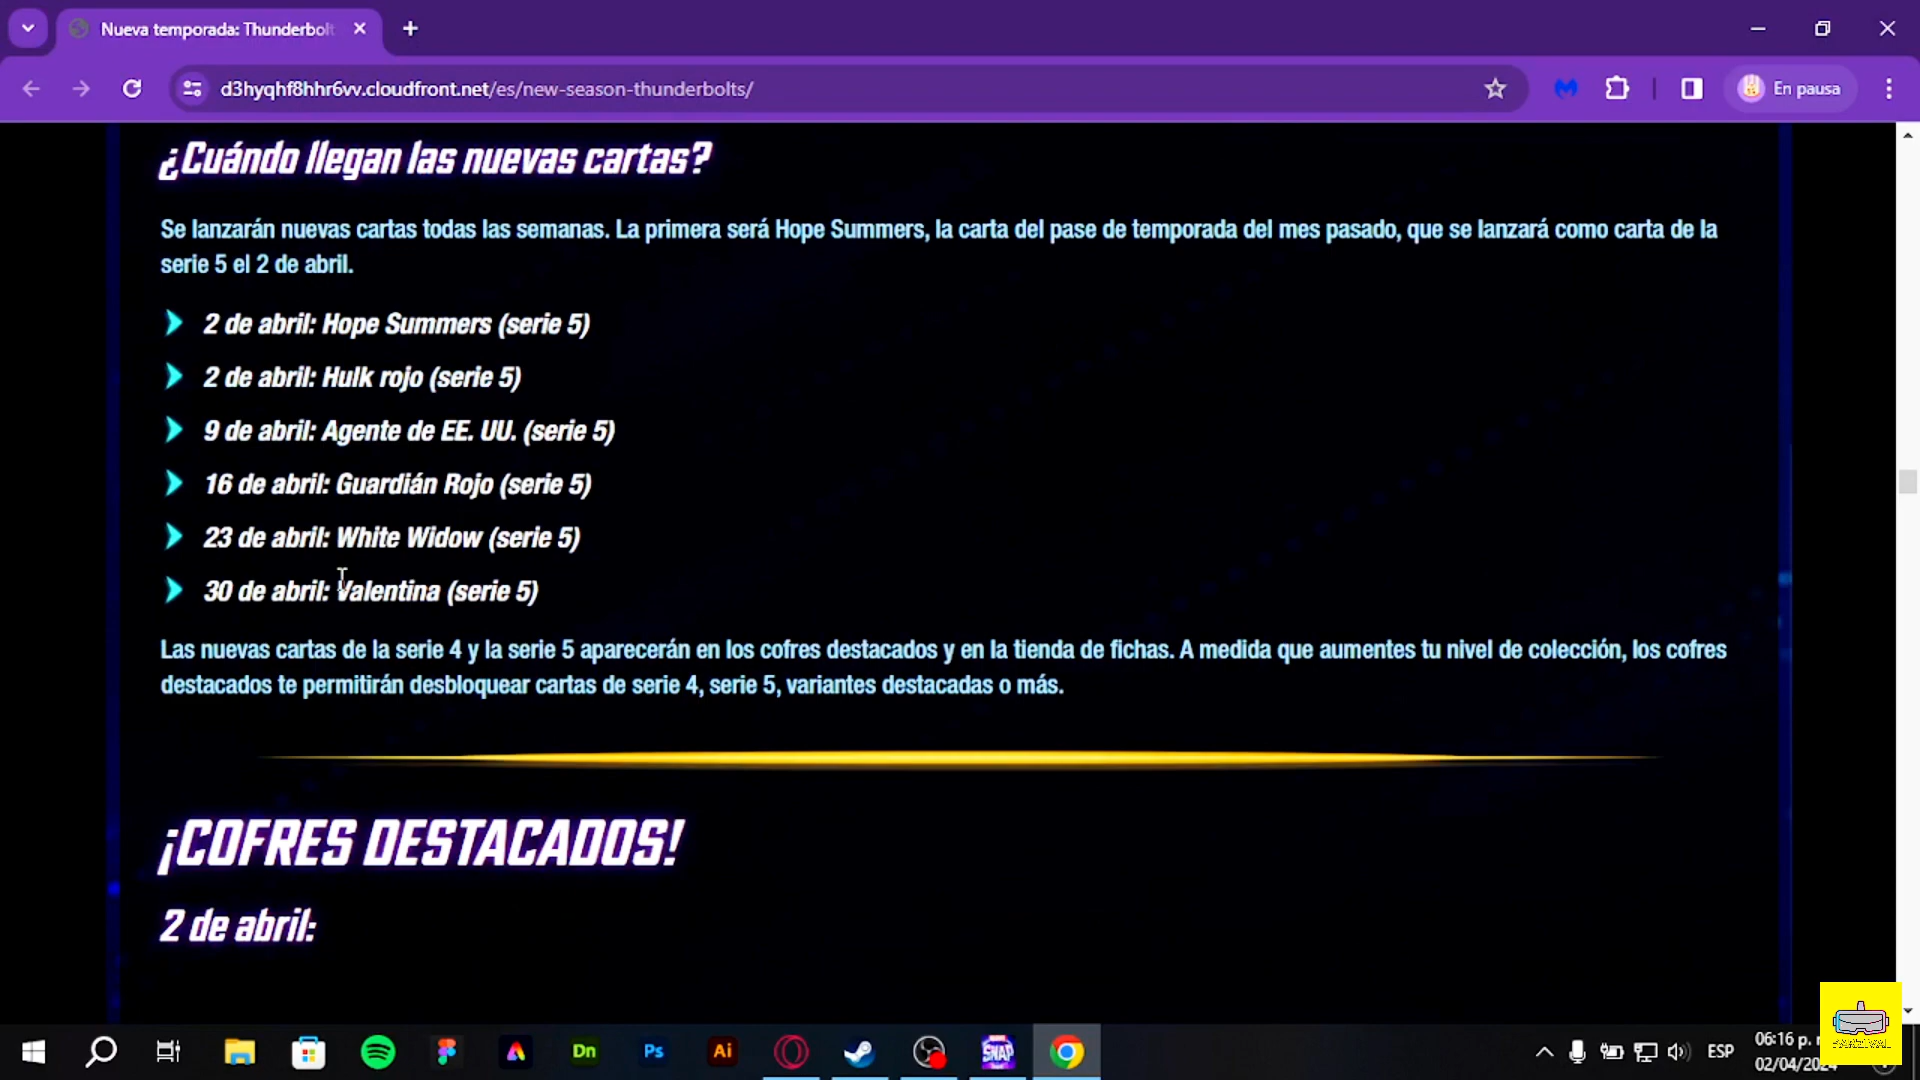 Nueva temporada: Thunderbolt
d3hyqhf8hhr6vv.cloudfront.net/es/new-season-thunderbolts/
En pausa
¿Cuándo llegan las nuevas cartas?
Se lanzarán nuevas cartas todas las semanas. La primera será Hope Summers, la carta del pase de temporada del mes pasado, que se lanzará como carta de la
serie 5 el 2 de abril.
2 de abril: Hope Summers (serie 5)
2 de abril: Hulk rojo (serie 5)
9 de abril: Agente de EE. UU. (serie 5)
16 de abril: Guardián Rojo (serie 5)
23 de abril: White Widow (serie 5)
30 de abril: Valentina (serie 5)
Las nuevas cartas de la serie 4 y la serie 5 aparecerán en los cofres destacados y en la tienda de fichas. A medida que aumentes tu nivel de colección, los cofres
destacados te permitirán desbloquear cartas de serie 4, serie 5, variantes destacadas o más.
¡COFRES DESTACADOS!
2 de abril:
Dn
Ps
Ai
SNAP
ESP
06:16 p.
02/04/202
PARZIVAL